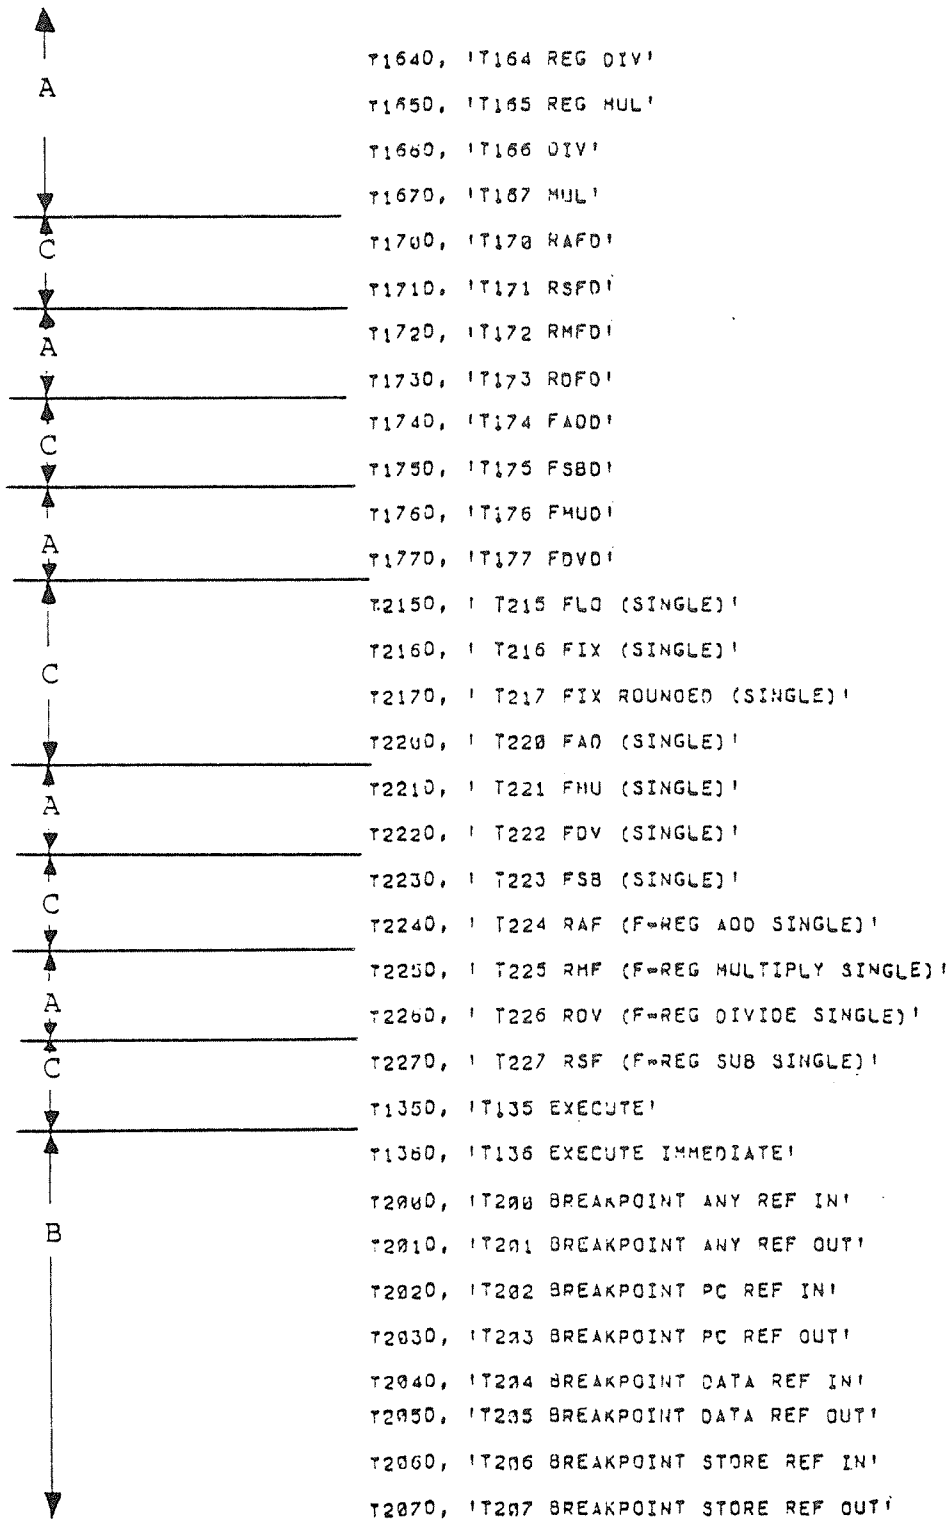 T1640, 'T164 REG DIV'
A
T1650, 'T165 REG MUL'
T1660, 'T166 DIV'
T1670, 'T167 MUL'
C
T1700, 'T170 RAFD'
T1710, 'T171 RSFD'
A
T1720, 'T172 RMFD'
T1730, 'T173 RDFD'
C
T1740, 'T174 FADD'
T1750, 'T175 FSBD'
A
T1760, 'T176 FMUD'
T1770, 'T177 FDVD'
T2150, ' T215 FLO (SINGLE)'
T2160, ' T216 FIX (SINGLE)'
C
T2170, ' T217 FIX ROUNDED (SINGLE)'
T2200, ' T220 FAD (SINGLE)'
A
T2210, ' T221 FMU (SINGLE)'
T2220, ' T222 FDV (SINGLE)'
C
T2230, ' T223 FSB (SINGLE)'
T2240, ' T224 RAF (F-REG ADD SINGLE)'
A
T2250, ' T225 RMF (F-REG MULTIPLY SINGLE)'
T2260, ' T226 RDV (F-REG DIVIDE SINGLE)'
C
T2270, ' T227 RSF (F-REG SUB SINGLE)'
T1350, 'T135 EXECUTE'
T1360, 'T136 EXECUTE IMMEDIATE'
T2000, 'T200 BREAKPOINT ANY REF IN'
B
T2010, 'T201 BREAKPOINT ANY REF OUT'
T2020, 'T202 BREAKPOINT PC REF IN'
T2030, 'T203 BREAKPOINT PC REF OUT'
T2040, 'T204 BREAKPOINT DATA REF IN'
T2050, 'T205 BREAKPOINT DATA REF OUT'
T2060, 'T206 BREAKPOINT STORE REF IN'
T2070, 'T207 BREAKPOINT STORE REF OUT'